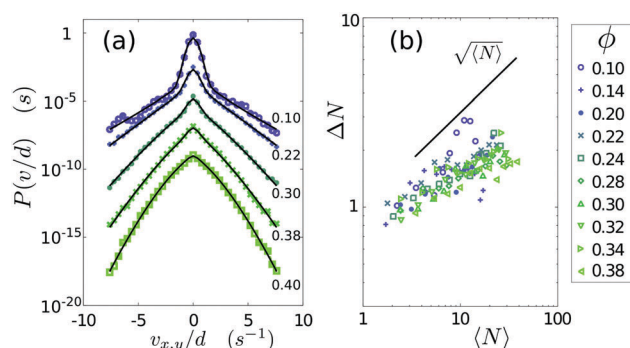 (a)
P(v/d) (s)
1
10⁻⁵
10⁻¹⁰
10⁻¹⁵
10⁻²⁰
0.10
0.22
0.30
0.38
0.40
-10 -5 0 5 10
v_{x,y}/d (s⁻¹)
(b)
√⟨N⟩
ΔN
10
1
1 10 100
⟨N⟩
ϕ
0.10
0.14
0.20
0.22
0.24
0.28
0.30
0.32
0.34
0.38